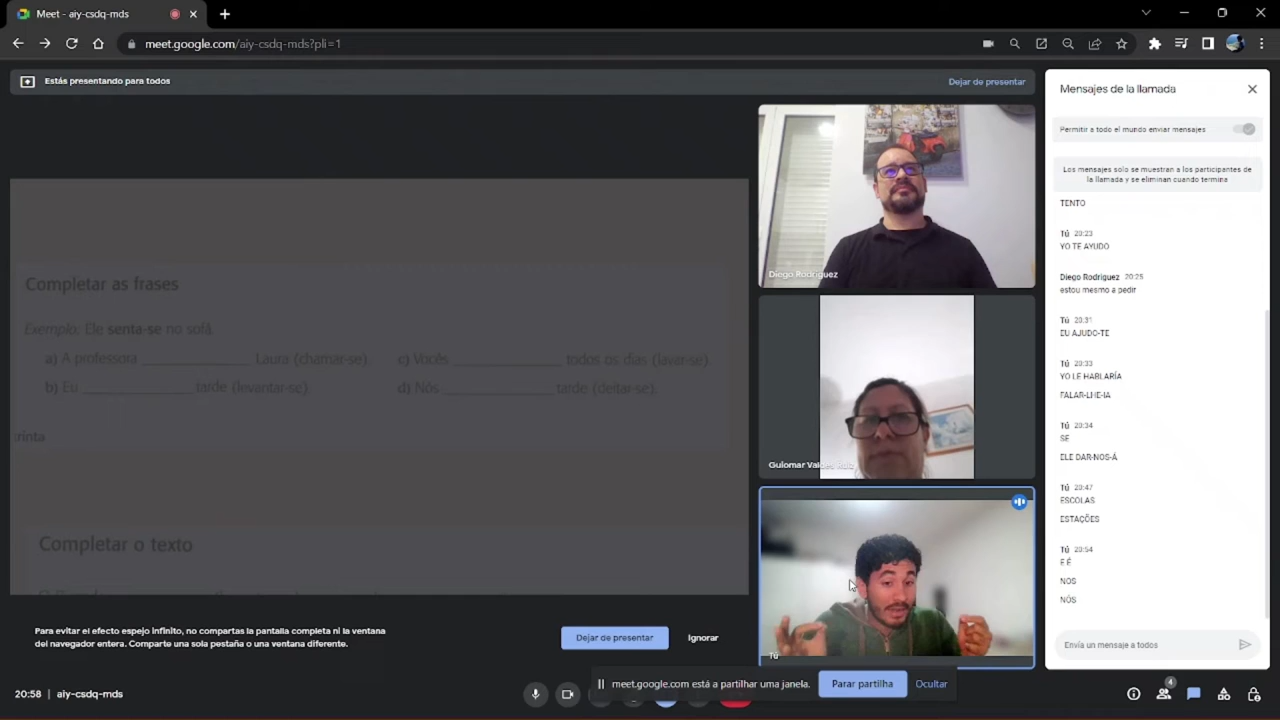 Meet - aiy-csdq-mds
meet.google.com/aiy-csdq-mds?pli=1
Estás presentando para todos
Dejar de presentar
Completar as frases
Exemplo: Ele senta-se no sofá.
a) A professora ____________ Laura (chamar-se).
c) Vocês ____________ todos os dias (lavar-se).
b) Eu ____________ tarde (levantar-se).
d) Nós ____________ tarde (deitar-se).
trinta
Completar o texto
Para evitar el efecto espejo infinito, no compartas la pantalla completa ni la ventana
del navegador entera. Comparte una sola pestaña o una ventana diferente.
Dejar de presentar
Ignorar
Diego Rodriguez
Guiomar Valdes Ruiz
Tú
Mensajes de la llamada
Permitir a todo el mundo enviar mensajes
Los mensajes solo se muestran a los participantes de
la llamada y se eliminan cuando termina
TENTO
Tú 20:23
YO TE AYUDO
Diego Rodriguez 20:25
estou mesmo a pedir
Tú 20:31
EU AJUDO-TE
Tú 20:33
YO LE HABLARÍA
FALAR-LHE-IA
Tú 20:34
SE
ELE DAR-NOS-Á
Tú 20:47
ESCOLAS
ESTAÇÕES
Tú 20:54
E É
NOS
NÓS
Envía un mensaje a todos
meet.google.com está a partilhar uma janela.
Parar partilha
Ocultar
20:58 | aiy-csdq-mds
4